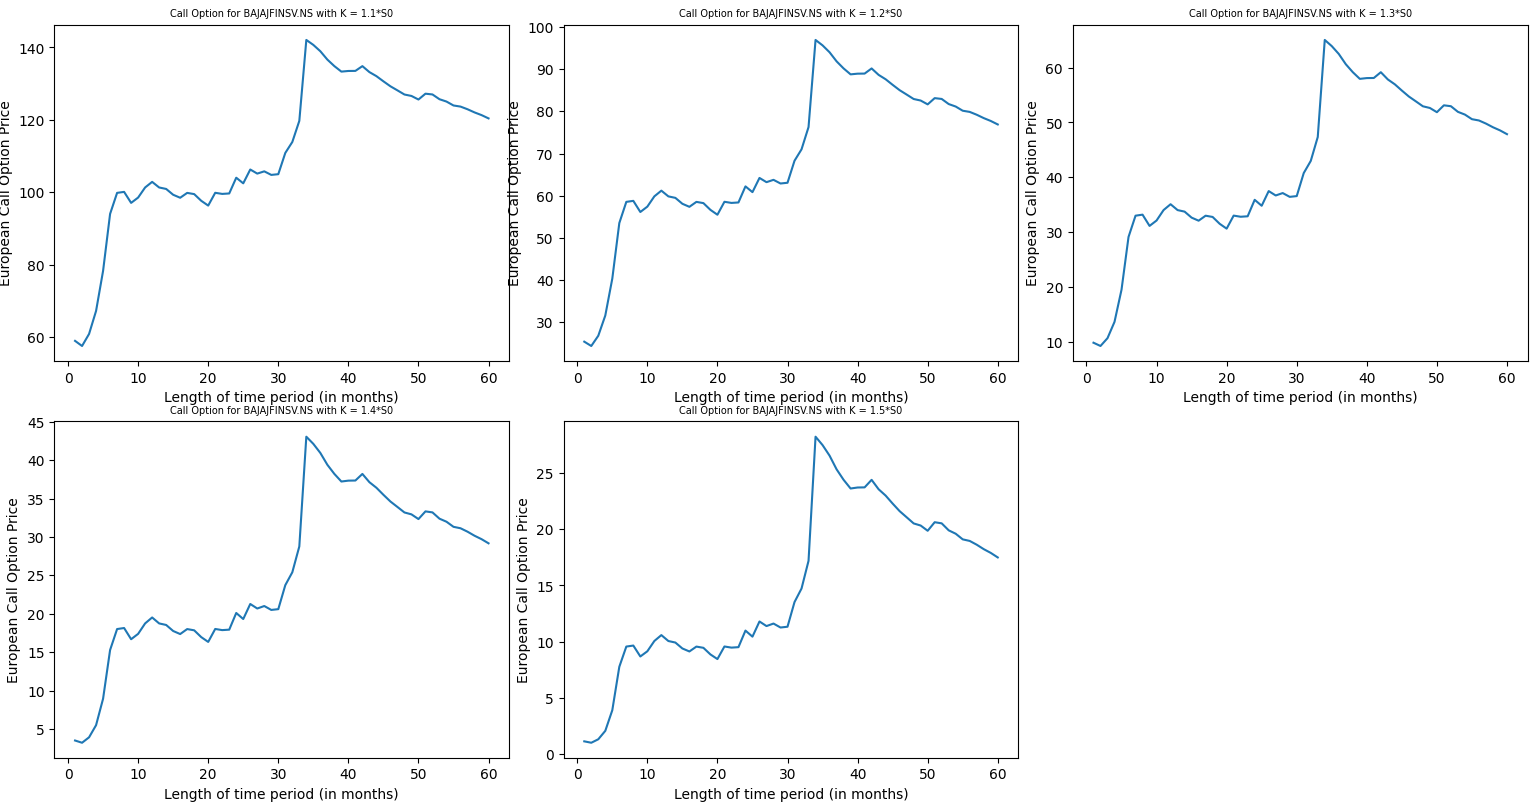 Call Option for BAJAJFINSV.NS with K = 1.1*S0
European Call Option Price
140
120
100
80
60
0 10 20 30 40 50 60
Length of time period (in months)
Call Option for BAJAJFINSV.NS with K = 1.2*S0
European Call Option Price
100
90
80
70
60
50
40
30
0 10 20 30 40 50 60
Length of time period (in months)
Call Option for BAJAJFINSV.NS with K = 1.3*S0
European Call Option Price
60
50
40
30
20
10
0 10 20 30 40 50 60
Length of time period (in months)
Call Option for BAJAJFINSV.NS with K = 1.4*S0
European Call Option Price
45
40
35
30
25
20
15
10
5
0 10 20 30 40 50 60
Length of time period (in months)
Call Option for BAJAJFINSV.NS with K = 1.5*S0
European Call Option Price
25
20
15
10
5
0
0 10 20 30 40 50 60
Length of time period (in months)